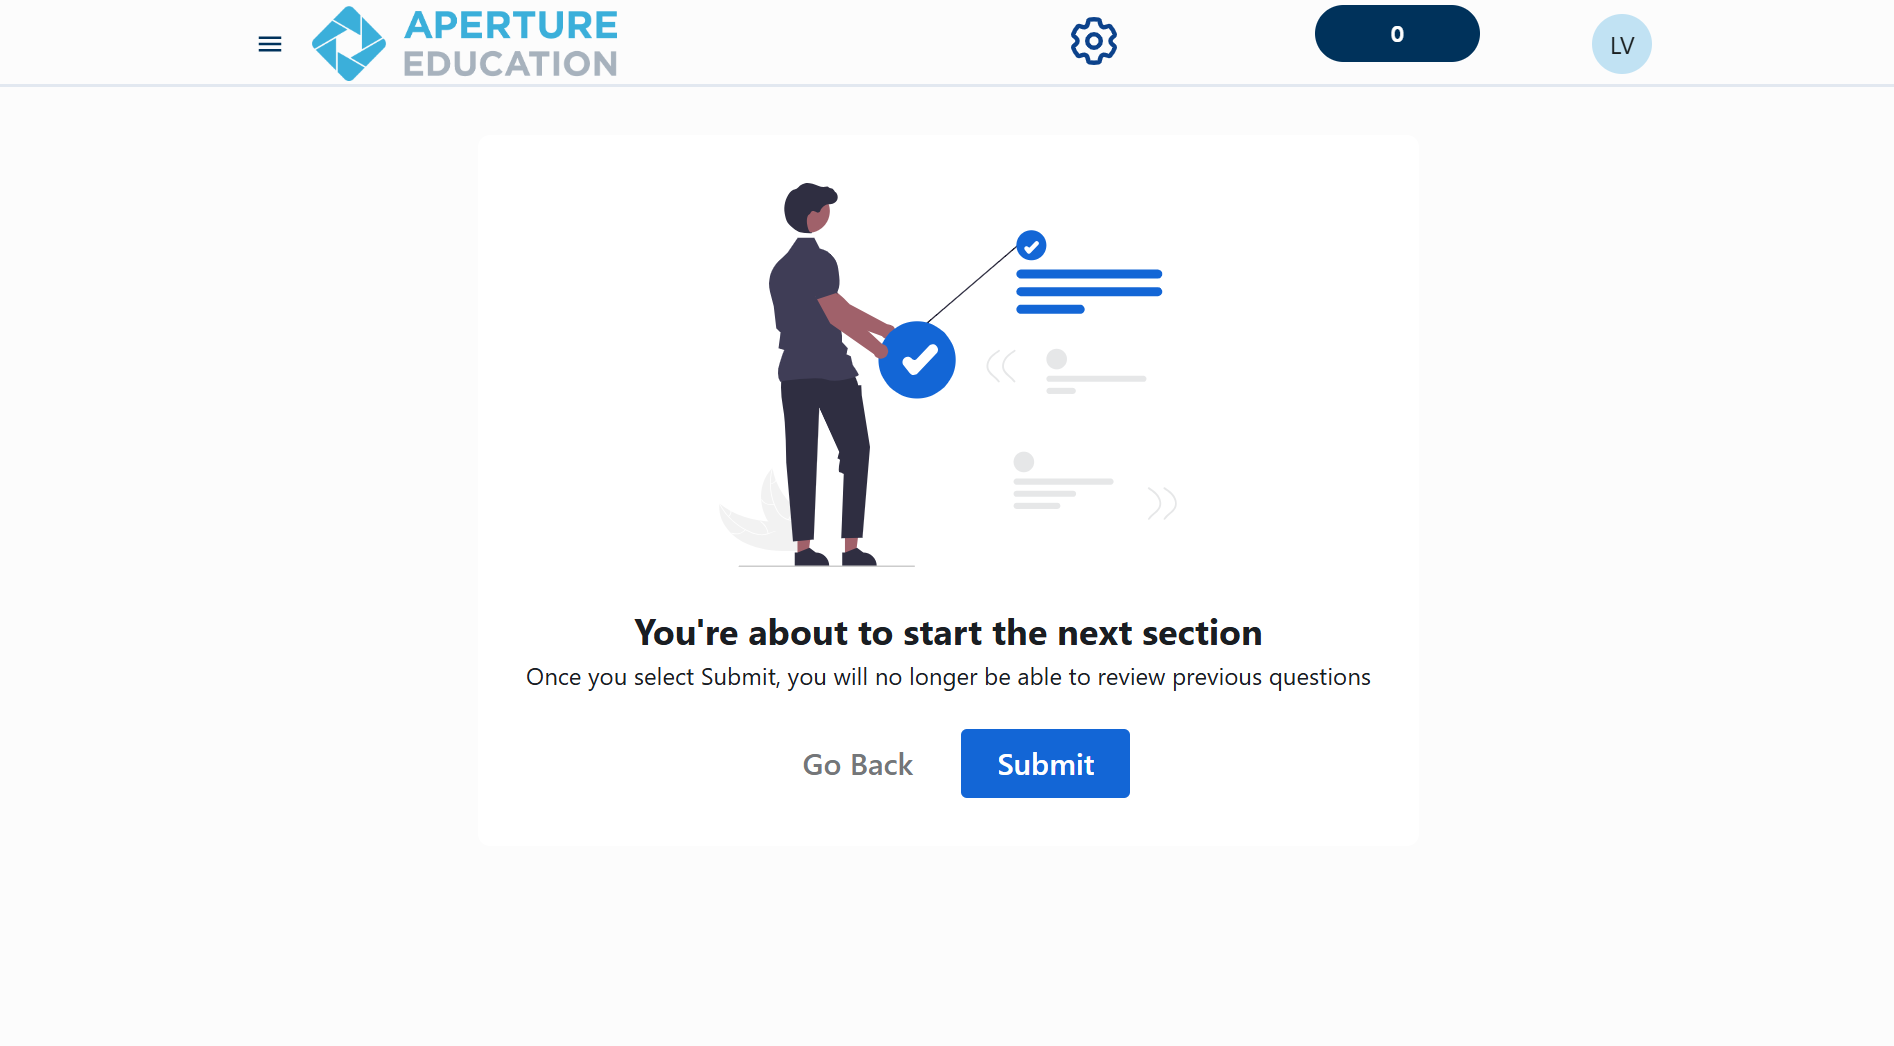 APERTURE
EDUCATION
0
LV
You're about to start the next section
Once you select Submit, you will no longer be able to review previous questions
Go Back
Submit